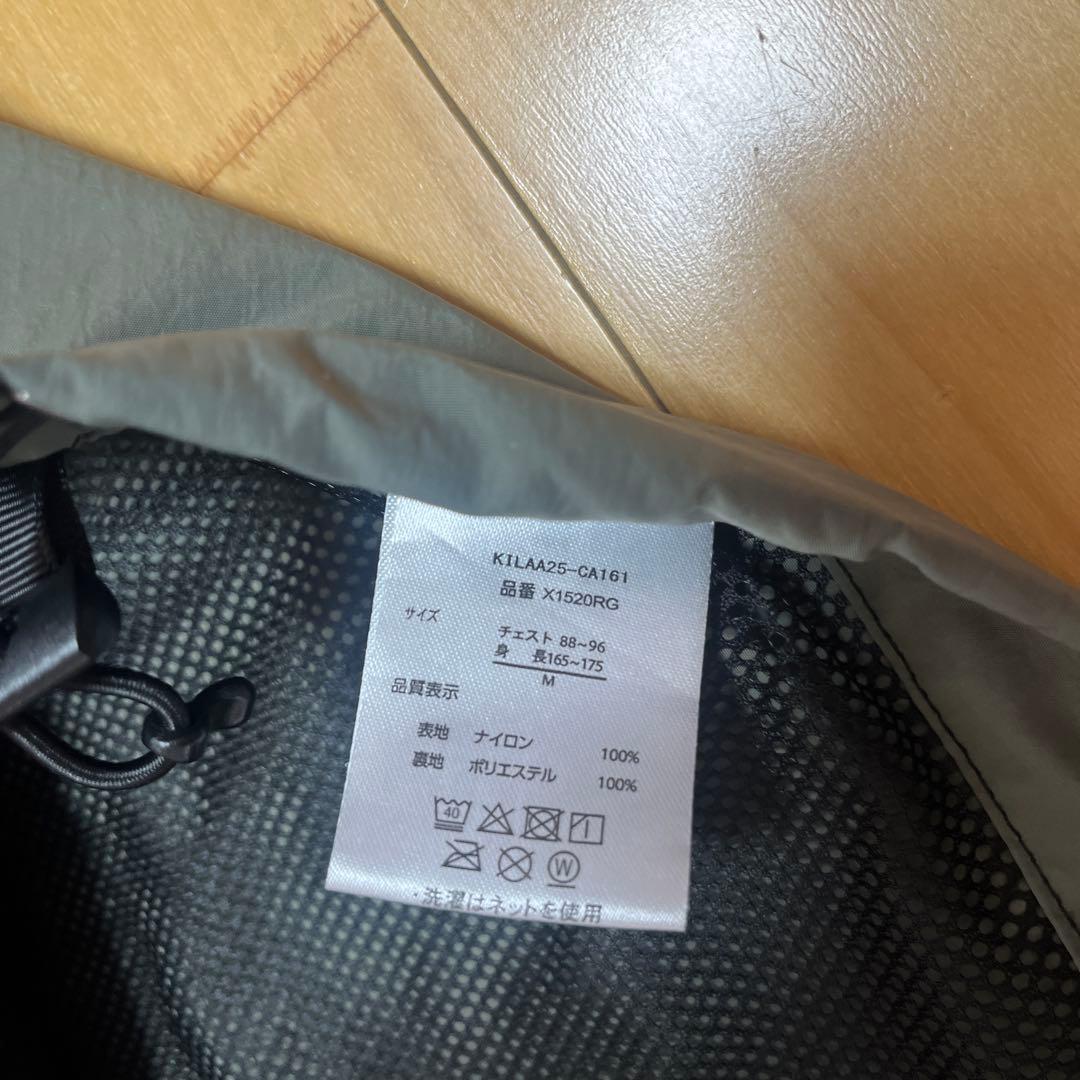 KILAA25-CA161
品番 X1520RG
サイズ
チェスト 88~96
身 長165~175
M
品質表示
表地 ナイロン 100%
裏地 ポリエステル 100%
40
W
・洗濯はネットを使用